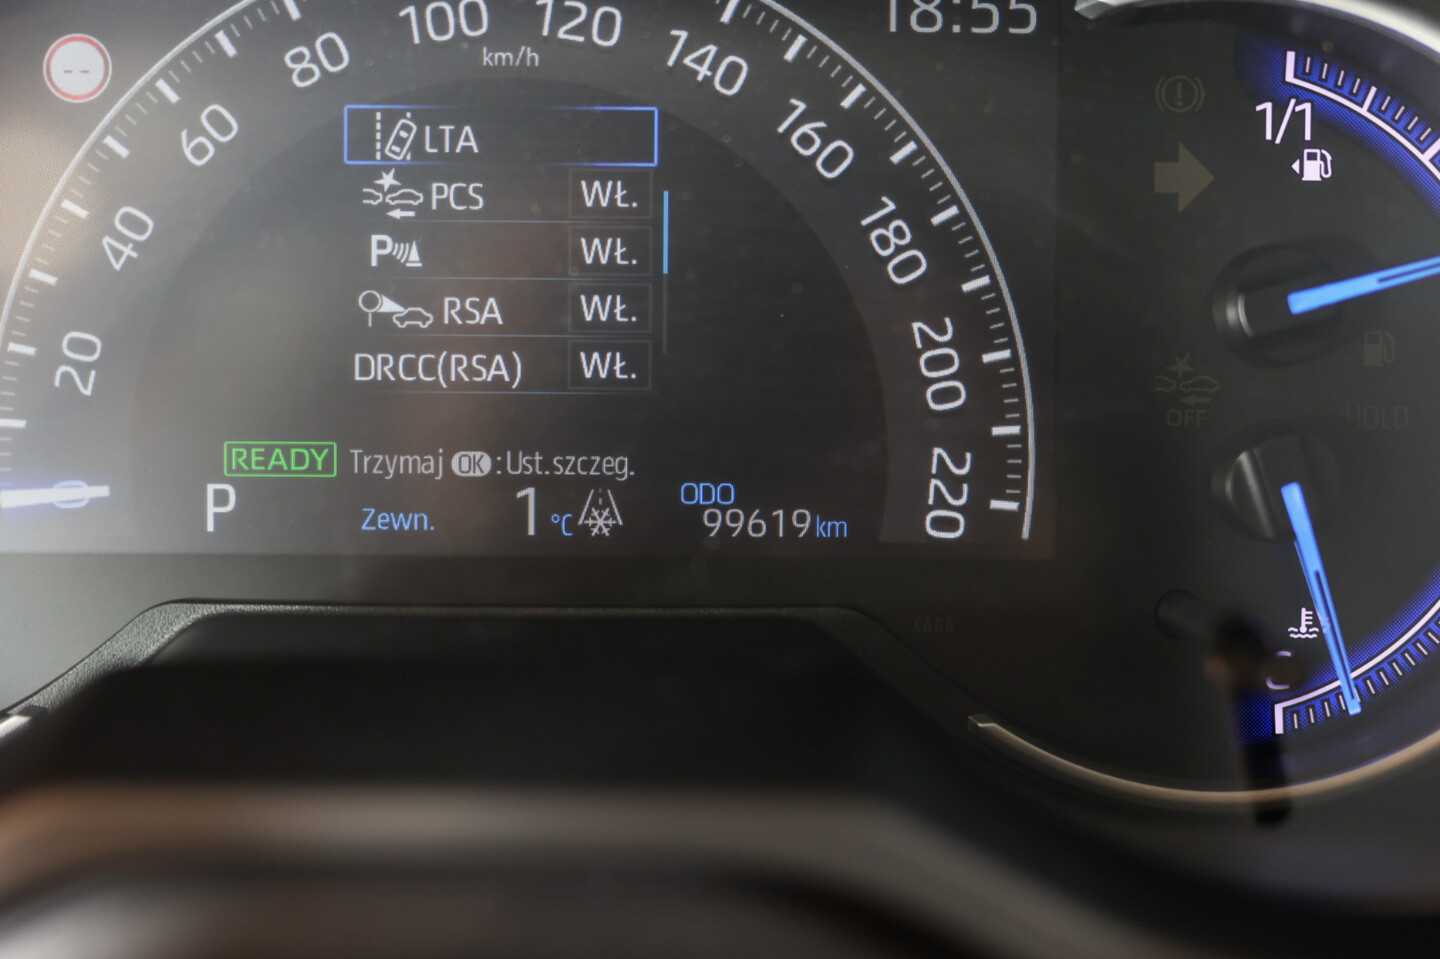 18:55
20
40
60
80
100
120
140
160
180
200
220
km/h
0
LTA
PCS WŁ.
P WŁ.
RSA WŁ.
DRCC(RSA) WŁ.
READY Trzymaj OK : Ust.szczeg.
P
Zewn. 1 °C
ODO
99619 km
1/1
OFF
HOLD
C